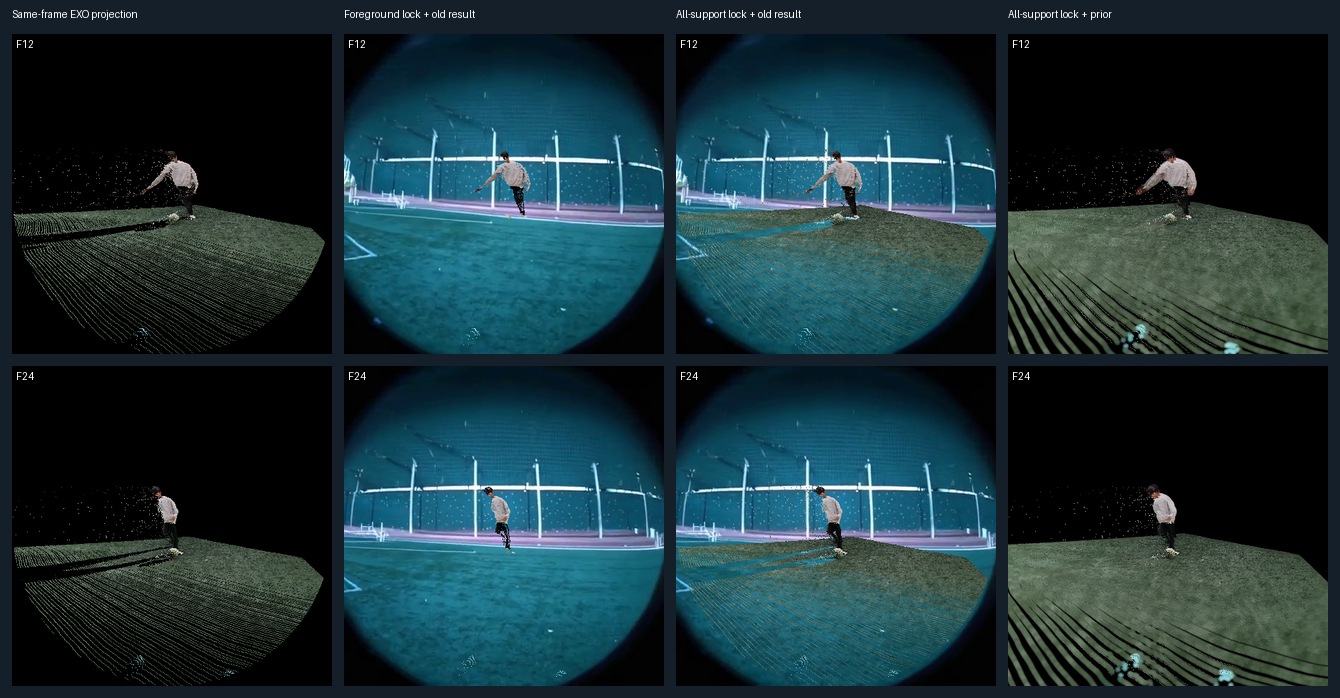 Same-frame EXO projection
Foreground lock + old result
All-support lock + old result
All-support lock + prior
F12
F12
F12
F12
F24
F24
F24
F24